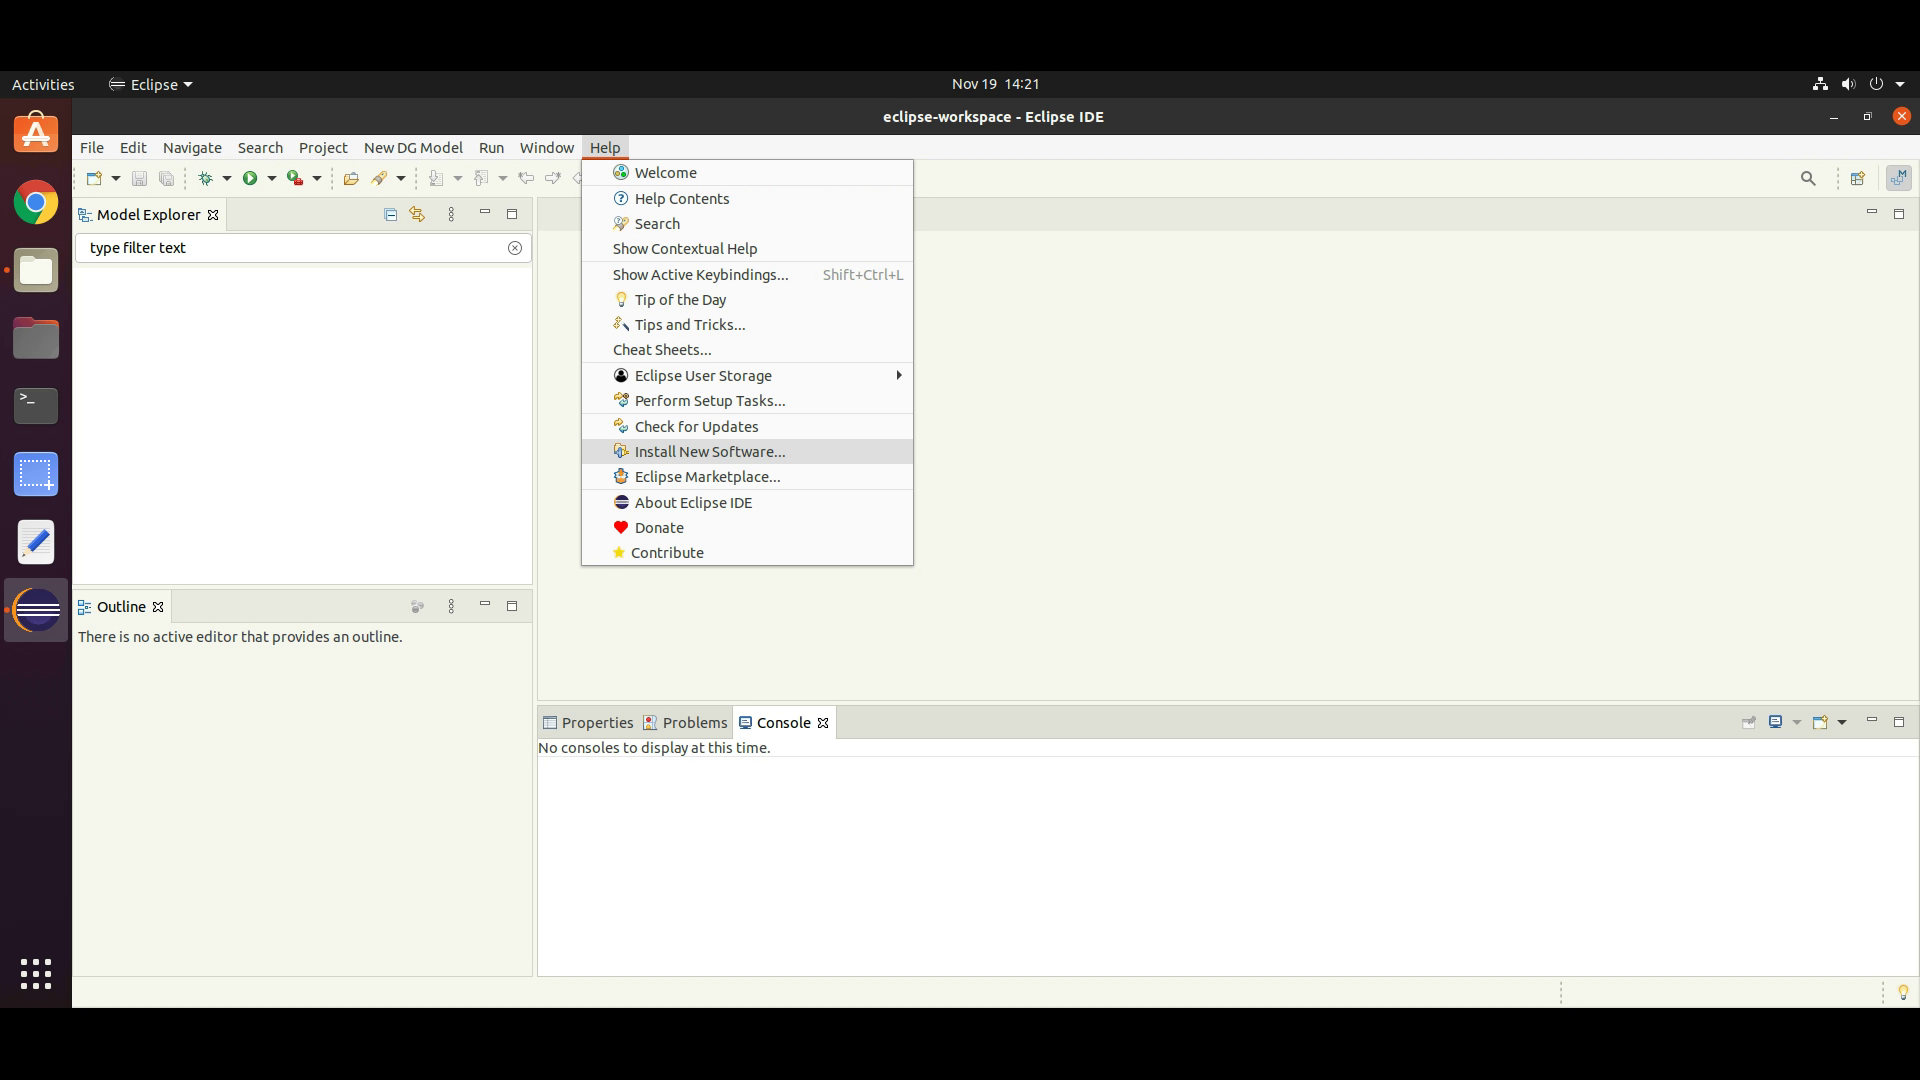 Activities Eclipse Nov 19 14:21
eclipse-workspace - Eclipse IDE
File Edit Navigate Search Project New DG Model Run Window Help
Model Explorer
type filter text
Welcome
Help Contents
Search
Show Contextual Help
Show Active Keybindings... Shift+Ctrl+L
Tip of the Day
Tips and Tricks...
Cheat Sheets...
Eclipse User Storage
Perform Setup Tasks...
Check for Updates
Install New Software...
Eclipse Marketplace...
About Eclipse IDE
Donate
Contribute
Outline
There is no active editor that provides an outline.
Properties Problems Console
No consoles to display at this time.